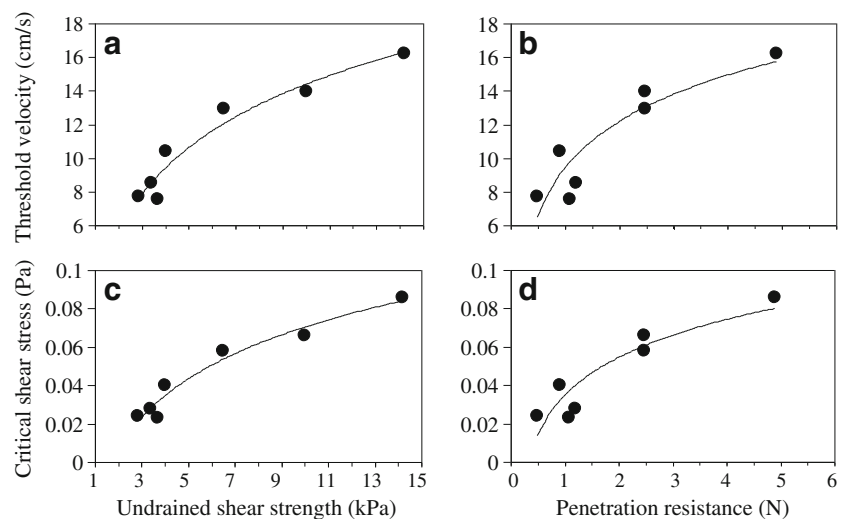 Threshold velocity (cm/s)
18
16
14
12
10
8
6
a
b
Critical shear stress (Pa)
0.1
0.08
0.06
0.04
0.02
0
c
d
1 3 5 7 9 11 13 15
Undrained shear strength (kPa)
18
16
14
12
10
8
6
0.1
0.08
0.06
0.04
0.02
0
0 1 2 3 4 5 6
Penetration resistance (N)